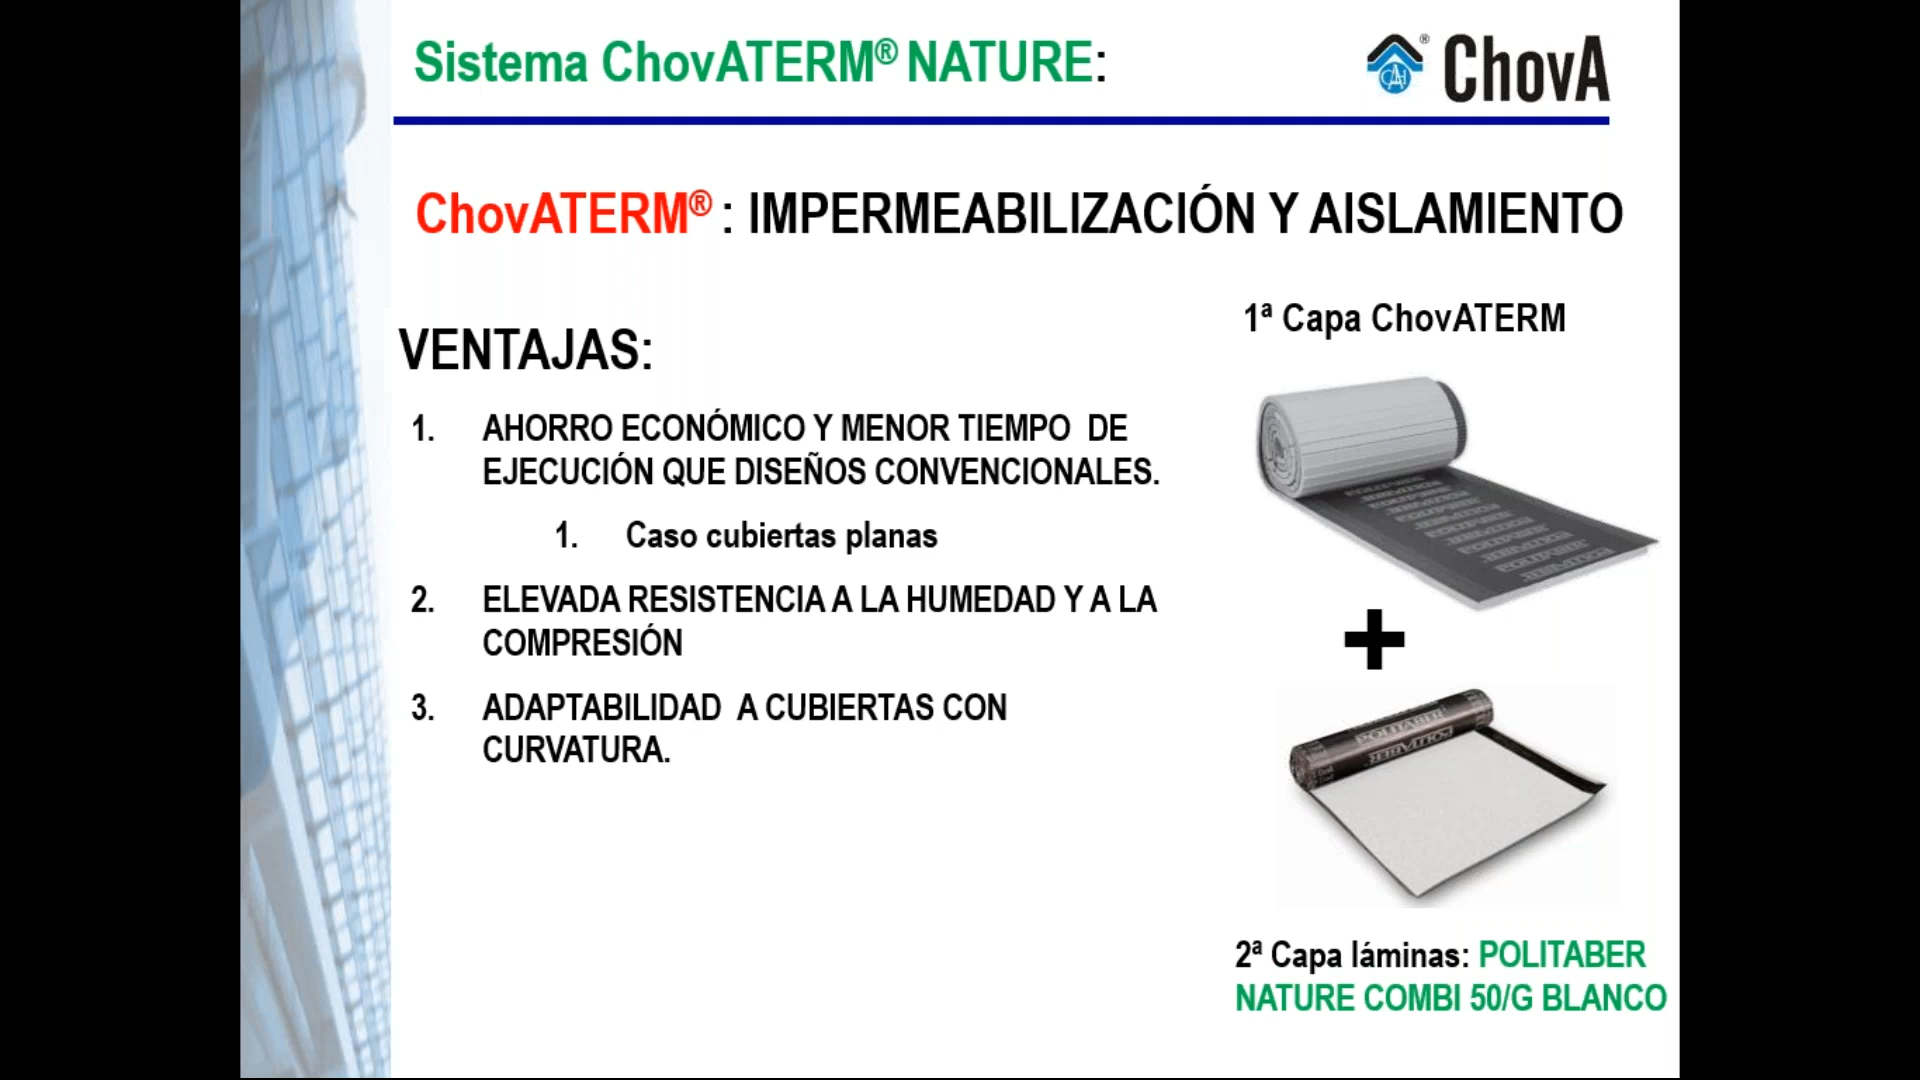 Sistema ChovATERM® NATURE:
® ChovA
ChovATERM® : IMPERMEABILIZACIÓN Y AISLAMIENTO
VENTAJAS:
1. AHORRO ECONÓMICO Y MENOR TIEMPO DE
EJECUCIÓN QUE DISEÑOS CONVENCIONALES.
1. Caso cubiertas planas
2. ELEVADA RESISTENCIA A LA HUMEDAD Y A LA
COMPRESIÓN
3. ADAPTABILIDAD A CUBIERTAS CON
CURVATURA.
1ª Capa ChovATERM
+
POLITABER
POLITABER
2ª Capa láminas: POLITABER
NATURE COMBI 50/G BLANCO